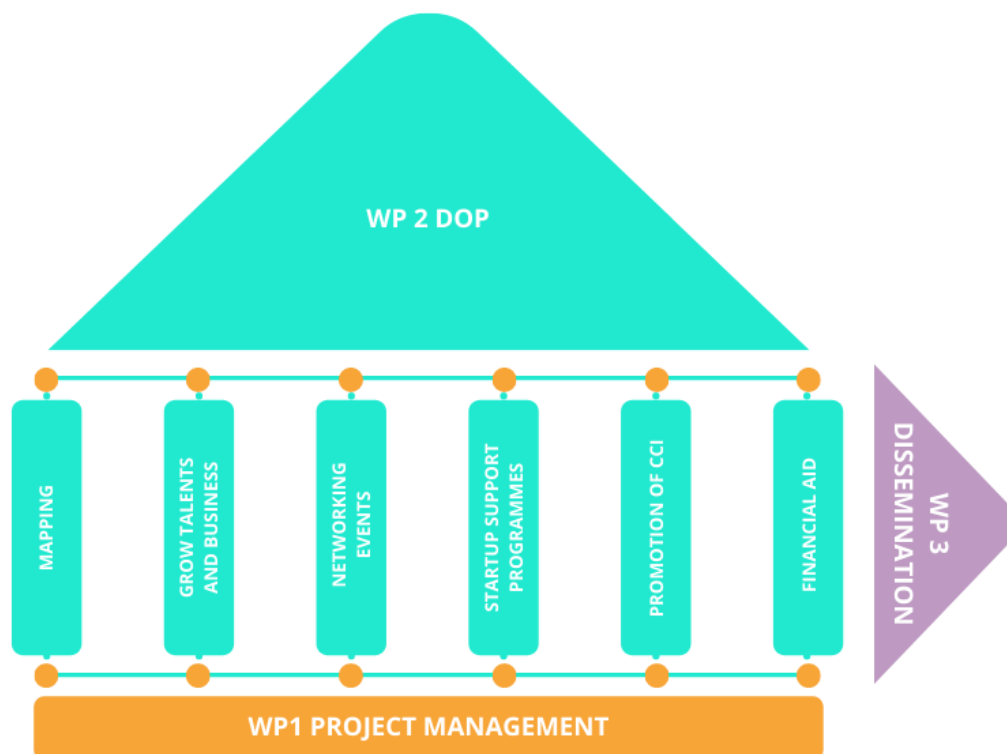 WP 2 DOP
MAPPING
GROW TALENTS
AND BUSINESS
NETWORKING
EVENTS
STARTUP SUPPORT
PROGRAMMES
PROMOTION OF CCI
FINANCIAL AID
WP 3
DISSEMINATION
WP1 PROJECT MANAGEMENT